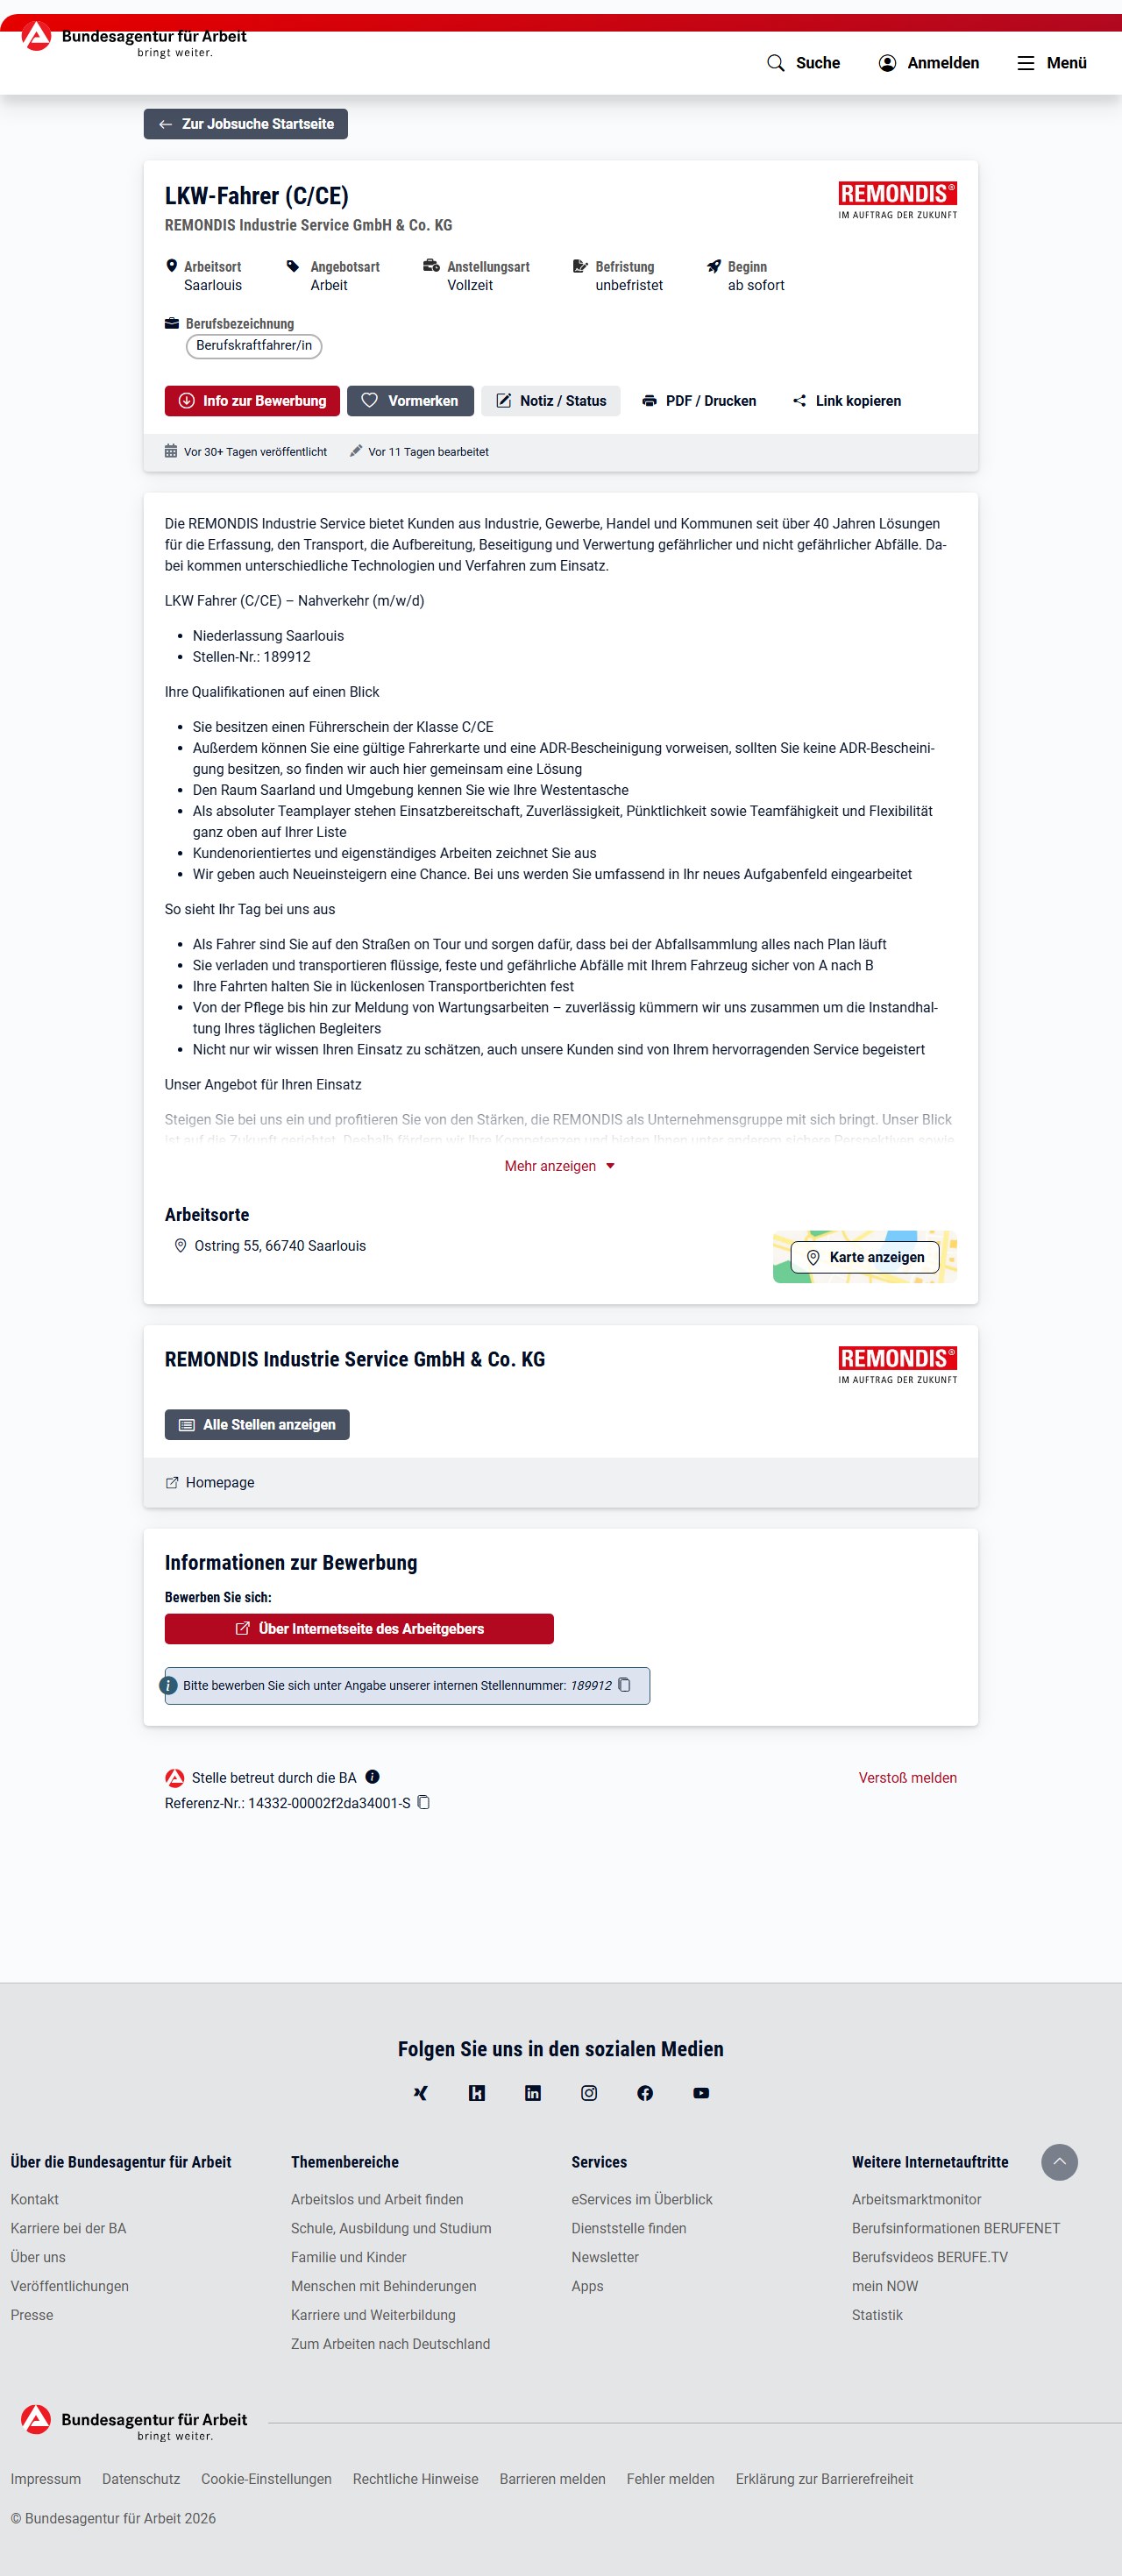 Bundesagentur für Arbeit
bringt weiter.
Suche
Anmelden
Menü
Zur Jobsuche Startseite
LKW-Fahrer (C/CE)
REMONDIS Industrie Service GmbH & Co. KG
REMONDIS®
IM AUFTRAG DER ZUKUNFT
Arbeitsort
Saarlouis
Angebotsart
Arbeit
Anstellungsart
Vollzeit
Befristung
unbefristet
Beginn
ab sofort
Berufsbezeichnung
Berufskraftfahrer/in
Info zur Bewerbung
Vormerken
Notiz / Status
PDF / Drucken
Link kopieren
Vor 30+ Tagen veröffentlicht
Vor 11 Tagen bearbeitet
Die REMONDIS Industrie Service bietet Kunden aus Industrie, Gewerbe, Handel und Kommunen seit über 40 Jahren Lösungen
für die Erfassung, den Transport, die Aufbereitung, Beseitigung und Verwertung gefährlicher und nicht gefährlicher Abfälle. Da-
bei kommen unterschiedliche Technologien und Verfahren zum Einsatz.
LKW Fahrer (C/CE) – Nahverkehr (m/w/d)
• Niederlassung Saarlouis
• Stellen-Nr.: 189912
Ihre Qualifikationen auf einen Blick
• Sie besitzen einen Führerschein der Klasse C/CE
• Außerdem können Sie eine gültige Fahrerkarte und eine ADR-Bescheinigung vorweisen, sollten Sie keine ADR-Bescheini-
gung besitzen, so finden wir auch hier gemeinsam eine Lösung
• Den Raum Saarland und Umgebung kennen Sie wie Ihre Westentasche
• Als absoluter Teamplayer stehen Einsatzbereitschaft, Zuverlässigkeit, Pünktlichkeit sowie Teamfähigkeit und Flexibilität
ganz oben auf Ihrer Liste
• Kundenorientiertes und eigenständiges Arbeiten zeichnet Sie aus
• Wir geben auch Neueinsteigern eine Chance. Bei uns werden Sie umfassend in Ihr neues Aufgabenfeld eingearbeitet
So sieht Ihr Tag bei uns aus
• Als Fahrer sind Sie auf den Straßen on Tour und sorgen dafür, dass bei der Abfallsammlung alles nach Plan läuft
• Sie verladen und transportieren flüssige, feste und gefährliche Abfälle mit Ihrem Fahrzeug sicher von A nach B
• Ihre Fahrten halten Sie in lückenlosen Transportberichten fest
• Von der Pflege bis hin zur Meldung von Wartungsarbeiten – zuverlässig kümmern wir uns zusammen um die Instandhal-
tung Ihres täglichen Begleiters
• Nicht nur wir wissen Ihren Einsatz zu schätzen, auch unsere Kunden sind von Ihrem hervorragenden Service begeistert
Unser Angebot für Ihren Einsatz
Steigen Sie bei uns ein und profitieren Sie von den Stärken, die REMONDIS als Unternehmensgruppe mit sich bringt. Unser Blick
ist auf die Zukunft gerichtet. Deshalb fördern wir Ihre Kompetenzen und bieten Ihnen unter anderem sichere Perspektiven sowie
Mehr anzeigen
Arbeitsorte
Ostring 55, 66740 Saarlouis
Karte anzeigen
REMONDIS Industrie Service GmbH & Co. KG
REMONDIS®
IM AUFTRAG DER ZUKUNFT
Alle Stellen anzeigen
Homepage
Informationen zur Bewerbung
Bewerben Sie sich:
Über Internetseite des Arbeitgebers
Bitte bewerben Sie sich unter Angabe unserer internen Stellennummer: 189912
Stelle betreut durch die BA
Verstoß melden
Referenz-Nr.: 14332-00002f2da34001-S
Folgen Sie uns in den sozialen Medien
Über die Bundesagentur für Arbeit
Kontakt
Karriere bei der BA
Über uns
Veröffentlichungen
Presse
Themenbereiche
Arbeitslos und Arbeit finden
Schule, Ausbildung und Studium
Familie und Kinder
Menschen mit Behinderungen
Karriere und Weiterbildung
Zum Arbeiten nach Deutschland
Services
eServices im Überblick
Dienststelle finden
Newsletter
Apps
Weitere Internetauftritte
Arbeitsmarktmonitor
Berufsinformationen BERUFENET
Berufsvideos BERUFE.TV
mein NOW
Statistik
Bundesagentur für Arbeit
bringt weiter.
Impressum
Datenschutz
Cookie-Einstellungen
Rechtliche Hinweise
Barrieren melden
Fehler melden
Erklärung zur Barrierefreiheit
© Bundesagentur für Arbeit 2026